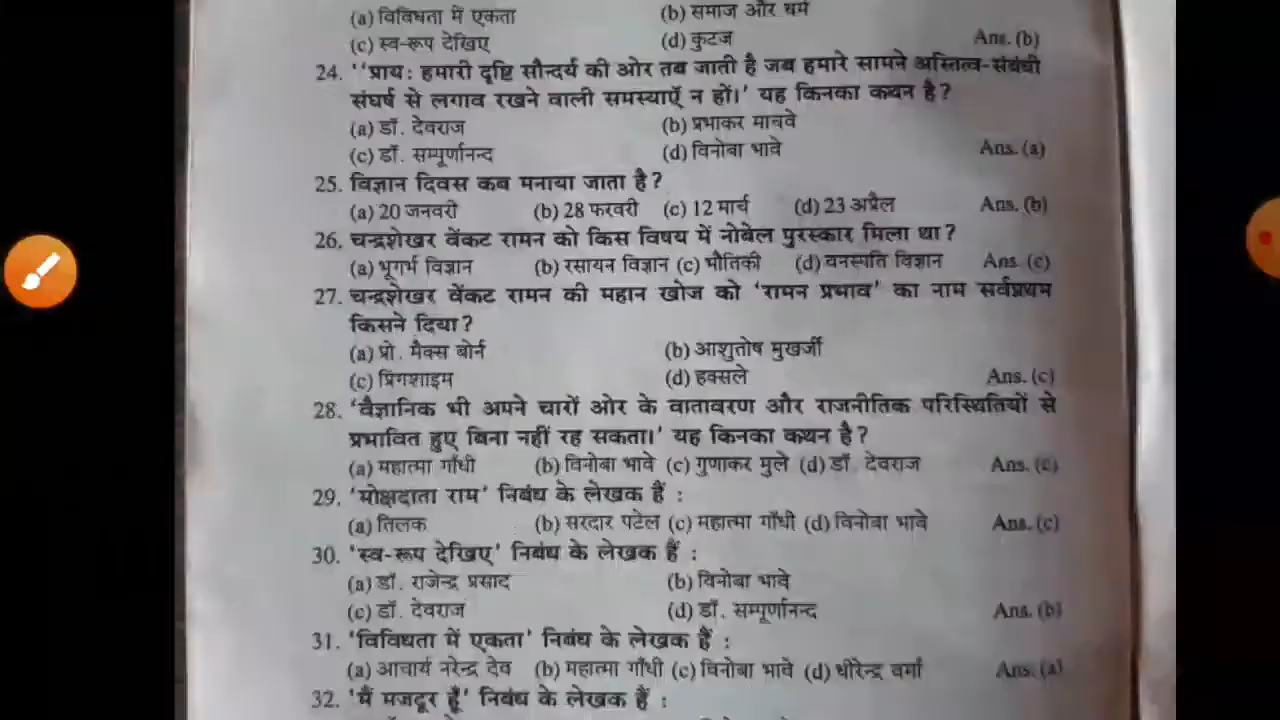 (a) विविधता में एकता (b) समाज और धर्म
(c) स्व-रूप देखिए (d) कुटज Ans. (b)
24. ''प्राय: हमारी दृष्टि सौन्दर्य की ओर तब जाती है जब हमारे सामने अस्तित्व-संबंधी
संघर्ष से लगाव रखने वाली समस्याएँ न हों।' यह किनका कथन है?
(a) डॉ. देवराज (b) प्रभाकर माचवे
(c) डॉ. सम्पूर्णानन्द (d) विनोबा भावे Ans. (a)
25. विज्ञान दिवस कब मनाया जाता है?
(a) 20 जनवरी (b) 28 फरवरी (c) 12 मार्च (d) 23 अप्रैल Ans. (b)
26. चन्द्रशेखर वेंकट रामन को किस विषय में नोबेल पुरस्कार मिला था?
(a) भूगर्भ विज्ञान (b) रसायन विज्ञान (c) भौतिकी (d) वनस्पति विज्ञान Ans. (c)
27. चन्द्रशेखर वेंकट रामन की महान खोज को 'रामन प्रभाव' का नाम सर्वप्रथम
किसने दिया?
(a) प्रो. मैक्स बोर्न (b) आशुतोष मुखर्जी
(c) प्रिंगशाइम (d) हक्सले Ans. (c)
28. 'वैज्ञानिक भी अपने चारों ओर के वातावरण और राजनीतिक परिस्थितियों से
प्रभावित हुए बिना नहीं रह सकता।' यह किनका कथन है?
(a) महात्मा गाँधी (b) विनोबा भावे (c) गुणाकर मुले (d) डॉ. देवराज Ans. (c)
29. 'मोक्षदाता राम' निबंध के लेखक हैं :
(a) तिलक (b) सरदार पटेल (c) महात्मा गाँधी (d) विनोबा भावे Ans. (c)
30. 'स्व-रूप देखिए' निबंध के लेखक हैं :
(a) डॉ. राजेन्द्र प्रसाद (b) विनोबा भावे
(c) डॉ. देवराज (d) डॉ. सम्पूर्णानन्द Ans. (b)
31. 'विविधता में एकता' निबंध के लेखक हैं :
(a) आचार्य नरेन्द्र देव (b) महात्मा गाँधी (c) विनोबा भावे (d) धीरेन्द्र वर्मा Ans. (a)
32. 'मैं मजदूर हूँ' निबंध के लेखक हैं :